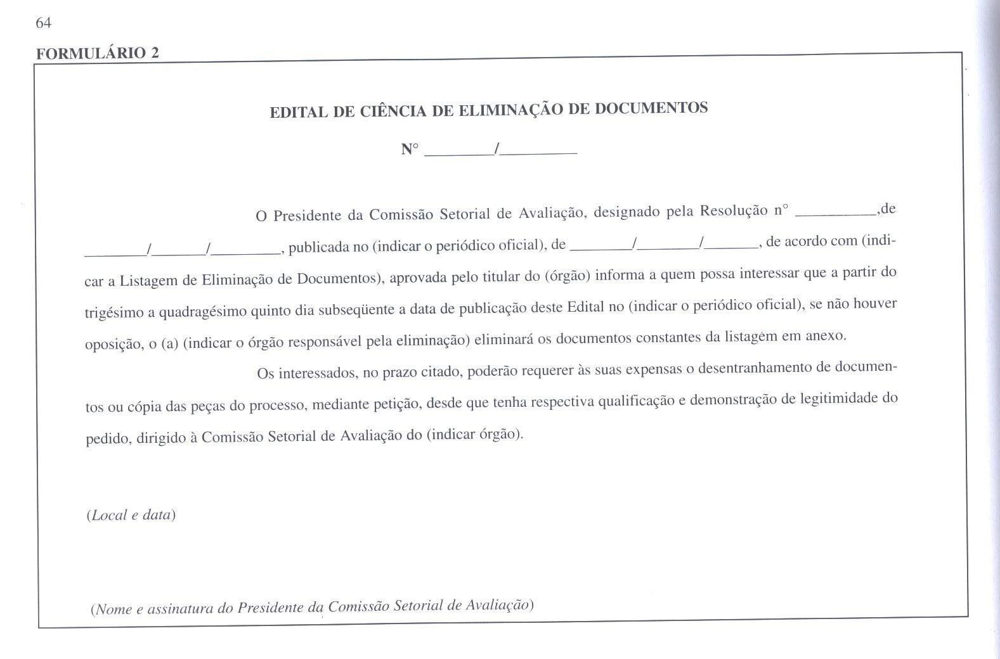 64
FORMULÁRIO 2
EDITAL DE CIÊNCIA DE ELIMINAÇÃO DE DOCUMENTOS
N° _________/__________
O Presidente da Comissão Setorial de Avaliação, designado pela Resolução n° __________,de
________/_______/_________, publicada no (indicar o periódico oficial), de ________/________/_______, de acordo com (indi-
car a Listagem de Eliminação de Documentos), aprovada pelo titular do (órgão) informa a quem possa interessar que a partir do
trigésimo a quadragésimo quinto dia subseqüente a data de publicação deste Edital no (indicar o periódico oficial), se não houver
oposição, o (a) (indicar o órgão responsável pela eliminação) eliminará os documentos constantes da listagem em anexo.
Os interessados, no prazo citado, poderão requerer às suas expensas o desentranhamento de documen-
tos ou cópia das peças do processo, mediante petição, desde que tenha respectiva qualificação e demonstração de legitimidade do
pedido, dirigido à Comissão Setorial de Avaliação do (indicar órgão).
(Local e data)
(Nome e assinatura do Presidente da Comissão Setorial de Avaliação)